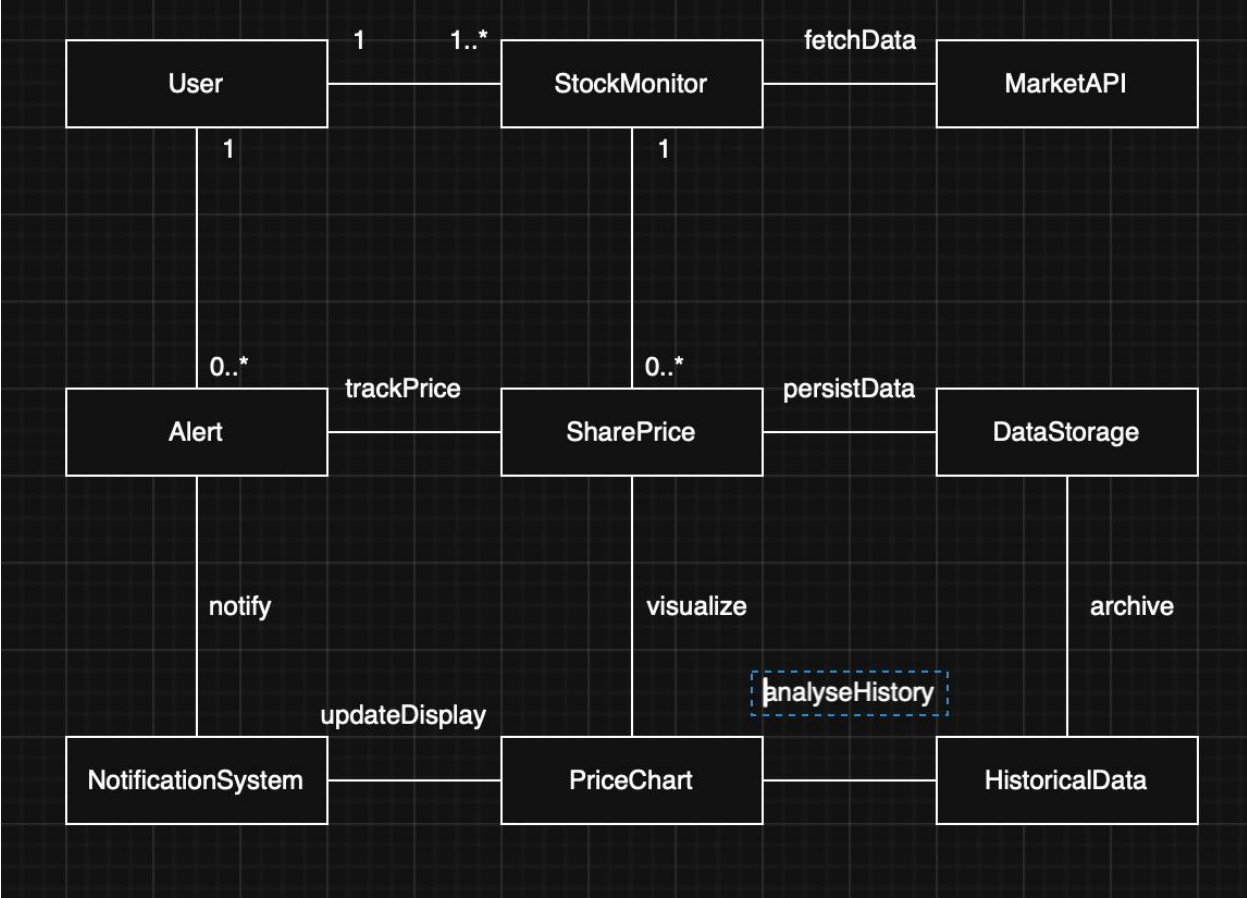 1
1..*
fetchData
User
StockMonitor
MarketAPI
1
1
0..*
0..*
trackPrice
persistData
Alert
SharePrice
DataStorage
notify
visualize
archive
analyseHistory
updateDisplay
NotificationSystem
PriceChart
HistoricalData